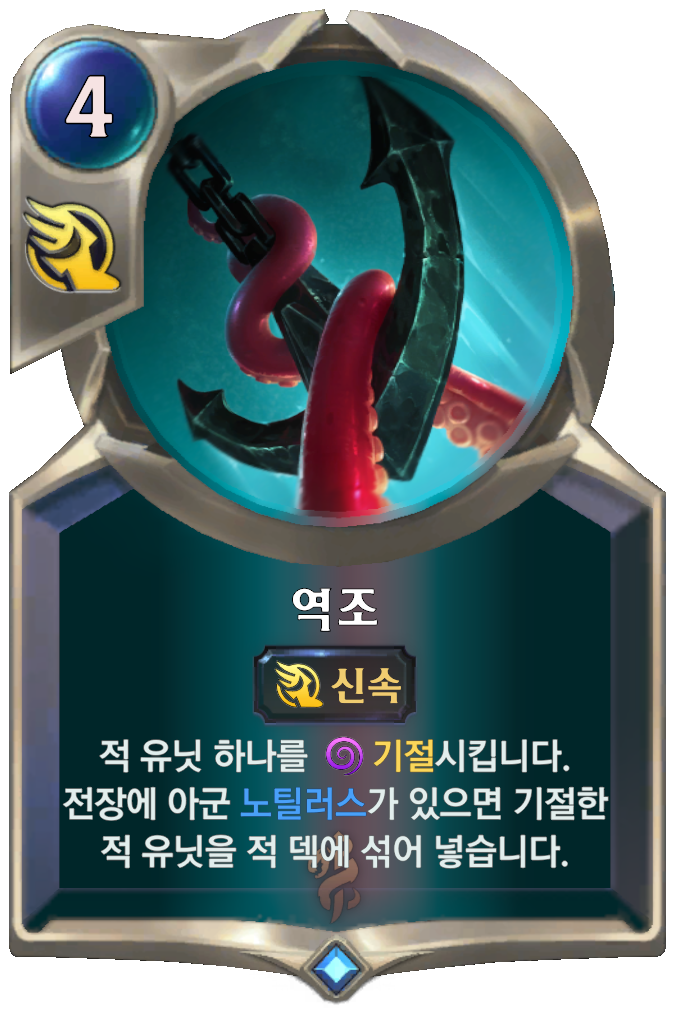 4
역조
신속
적 유닛 하나를 기절시킵니다.
전장에 아군 노틸러스가 있으면 기절한
적 유닛을 적 덱에 섞어 넣습니다.